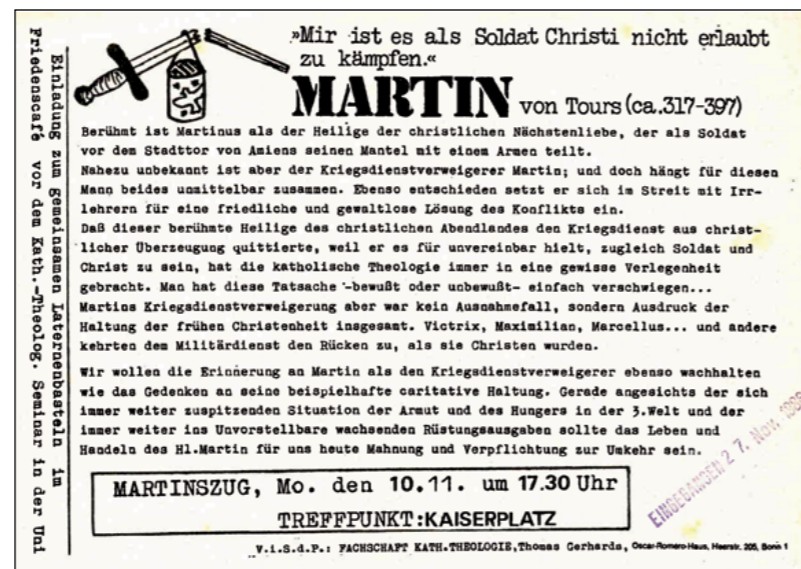 Einladung zum gemeinsamen Laternenbasteln im
Friedenscafé vor dem Kath.-Theolog. Seminar in der Uni
»Mir ist es als Soldat Christi nicht erlaubt
zu kämpfen.«
MARTIN von Tours (ca.317-397)
Berühmt ist Martinus als der Heilige der christlichen Nächstenliebe, der als Soldat
vor dem Stadttor von Amiens seinen Mantel mit einem Armen teilt.
Nahezu unbekannt ist aber der Kriegsdienstverweigerer Martin; und doch hängt für diesen
Mann beides unmittelbar zusammen. Ebenso entschieden setzt er sich im Streit mit Irr-
lehrern für eine friedliche und gewaltlose Lösung des Konflikts ein.
Daß dieser berühmte Heilige des christlichen Abendlandes den Kriegsdienst aus christ-
licher Überzeugung quittierte, weil er es für unvereinbar hielt, zugleich Soldat und
Christ zu sein, hat die katholische Theologie immer in eine gewisse Verlegenheit
gebracht. Man hat diese Tatsache -bewußt oder unbewußt- einfach verschwiegen...
Martins Kriegsdienstverweigerung aber war kein Ausnahmefall, sondern Ausdruck der
Haltung der frühen Christenheit insgesamt. Victrix, Maximilian, Marcellus... und andere
kehrten dem Militärdienst den Rücken zu, als sie Christen wurden.
Wir wollen die Erinnerung an Martin als den Kriegsdienstverweigerer ebenso wachhalten
wie das Gedenken an seine beispielhafte caritative Haltung. Gerade angesichts der sich
immer weiter zuspitzenden Situation der Armut und des Hungers in der 3.Welt und der
immer weiter ins Unvorstellbare wachsenden Rüstungsausgaben sollte das Leben und
Handeln des Hl.Martin für uns heute Mahnung und Verpflichtung zur Umkehr sein.
EINGEGANGEN 27. Nov.
MARTINSZUG, Mo. den 10.11. um 17.30 Uhr
TREFFPUNKT:KAISERPLATZ
V.i.S.d.P.: FACHSCHAFT KATH.THEOLOGIE,Thomas Gerhards, Oscar-Romero-Haus, Heerstr. 205, Bonn 1